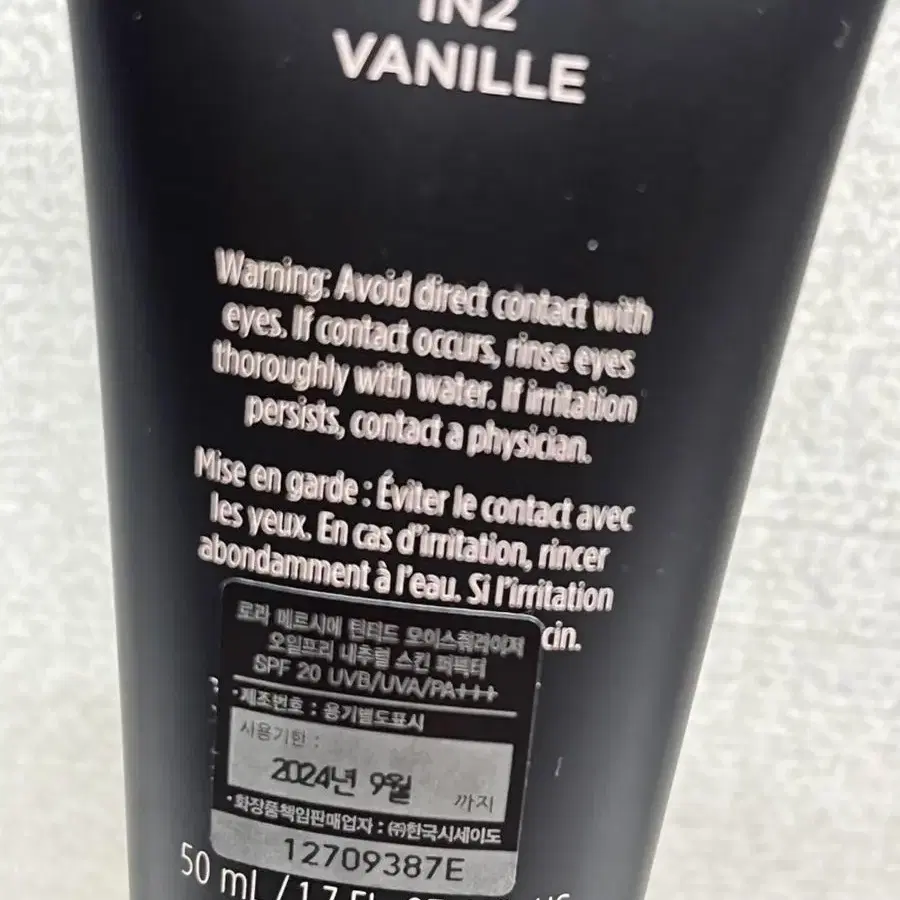 1N2
VANILLE
Warning: Avoid direct contact with
eyes. If contact occurs, rinse eyes
thoroughly with water. If irritation
persists, contact a physician.
Mise en garde : Éviter le contact avec
les yeux. En cas d'irritation, rincer
abondamment à l'eau. Si l'irritation
cin.
로라 메르시에 틴티드 모이스춰라이져
오일프리 내추럴 스킨 퍼펙터
SPF 20 UVB/UVA/PA+++
·제조번호 : 용기별도표시
사용기한 :
2024년 9월 까지
·화장품책임판매업자 : ㈜한국시세이도
12709387E
50 mL / 1.7 Fl.